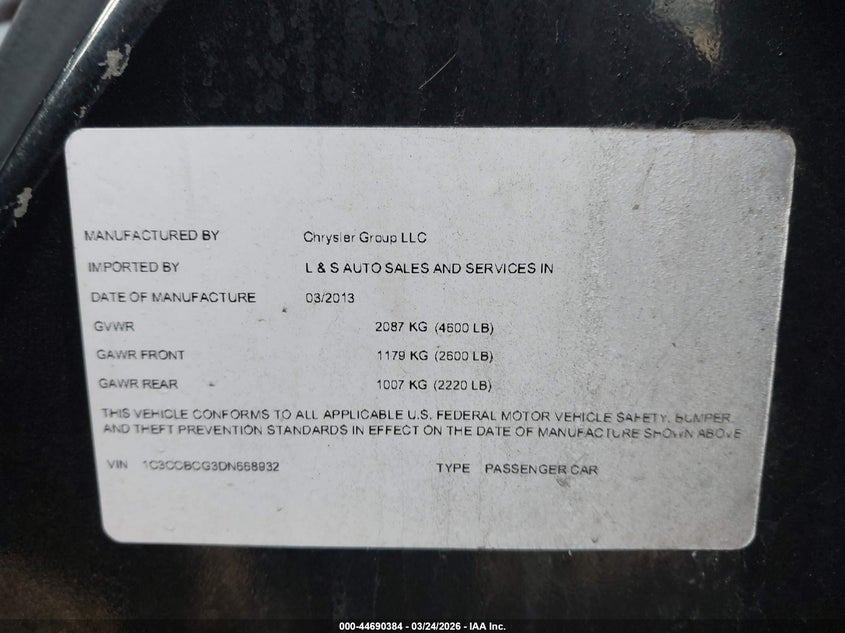 MANUFACTURED BY Chrysler Group LLC
IMPORTED BY L & S AUTO SALES AND SERVICES IN
DATE OF MANUFACTURE 03/2013
GVWR 2087 KG (4600 LB)
GAWR FRONT 1179 KG (2600 LB)
GAWR REAR 1007 KG (2220 LB)
THIS VEHICLE CONFORMS TO ALL APPLICABLE U.S. FEDERAL MOTOR VEHICLE SAFETY, BUMPER,
AND THEFT PREVENTION STANDARDS IN EFFECT ON THE DATE OF MANUFACTURE SHOWN ABOVE
VIN 1C3CCBCG3DN668932 TYPE PASSENGER CAR
000-44690384 - 03/24/2026 - IAA Inc.